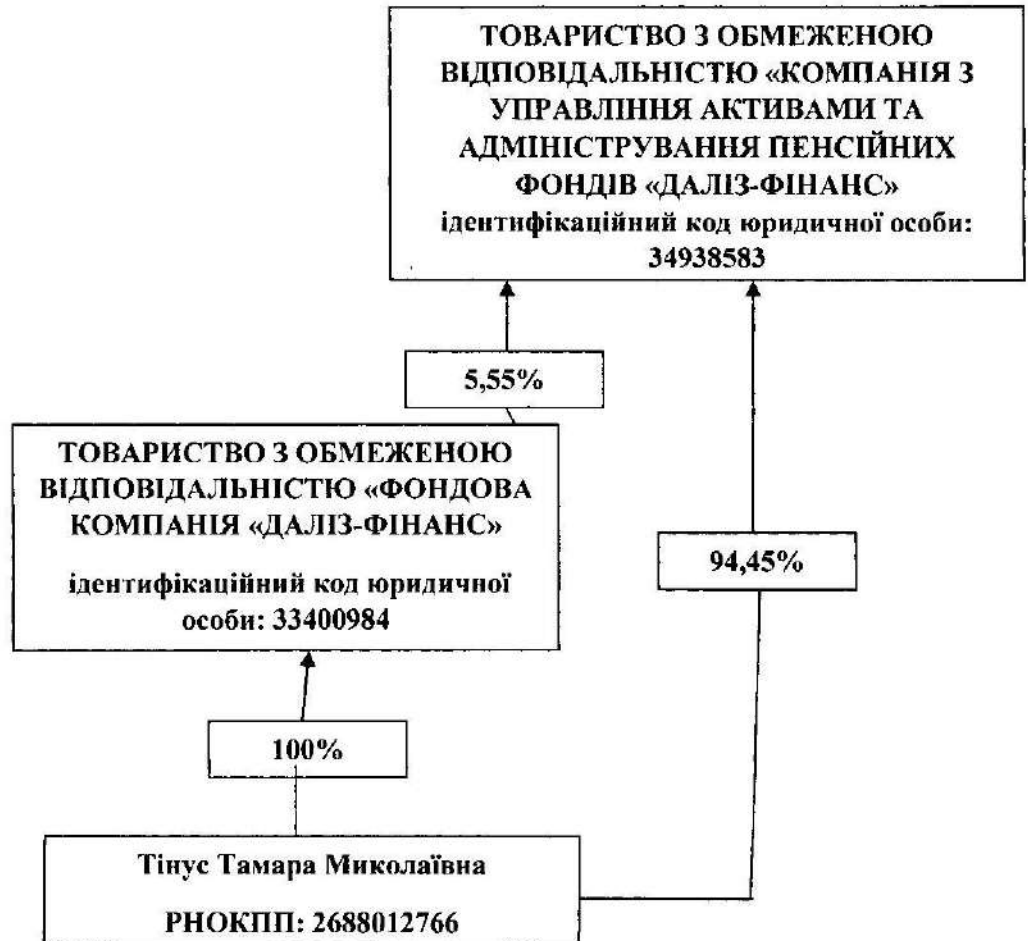 ТОВАРИСТВО З ОБМЕЖЕНОЮ
ВІДПОВІДАЛЬНІСТЮ «КОМПАНІЯ З
УПРАВЛІННЯ АКТИВАМИ ТА
АДМІНІСТРУВАННЯ ПЕНСІЙНИХ
ФОНДІВ «ДАЛІЗ-ФІНАНС»
ідентифікаційний код юридичної особи:
34938583
5,55%
ТОВАРИСТВО З ОБМЕЖЕНОЮ
ВІДПОВІДАЛЬНІСТЮ «ФОНДОВА
КОМПАНІЯ «ДАЛІЗ-ФІНАНС»
ідентифікаційний код юридичної
особи: 33400984
94,45%
100%
Тінус Тамара Миколаївна
РНОКПП: 2688012766